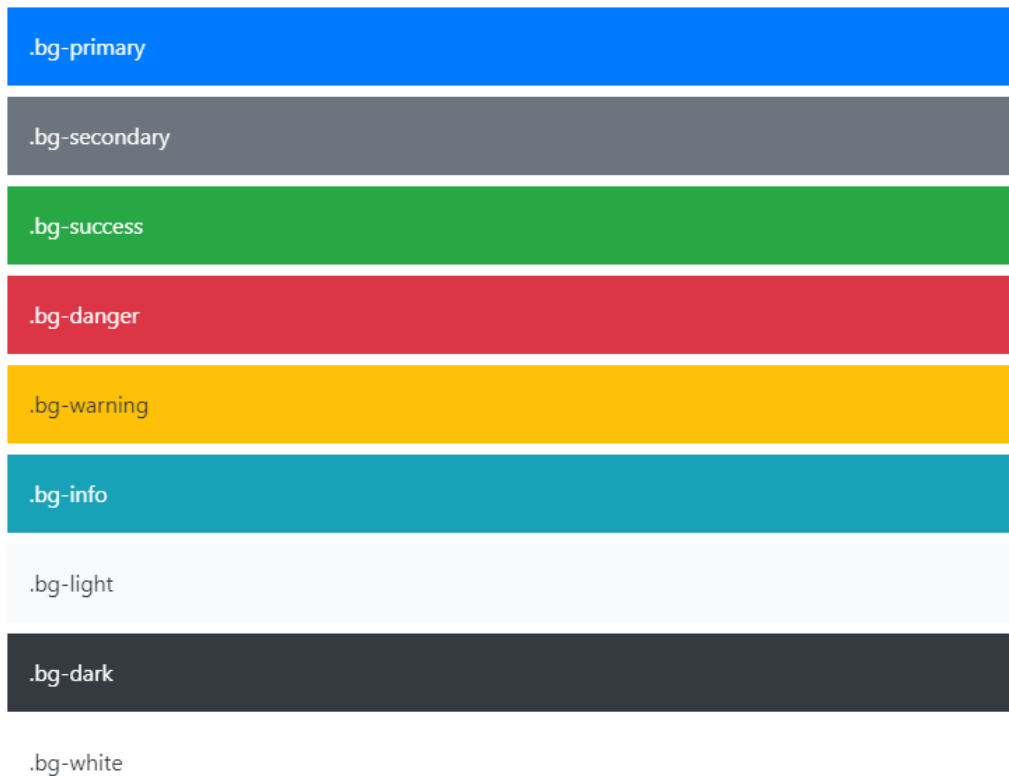 .bg-primary
.bg-secondary
.bg-success
.bg-danger
.bg-warning
.bg-info
.bg-light
.bg-dark
.bg-white